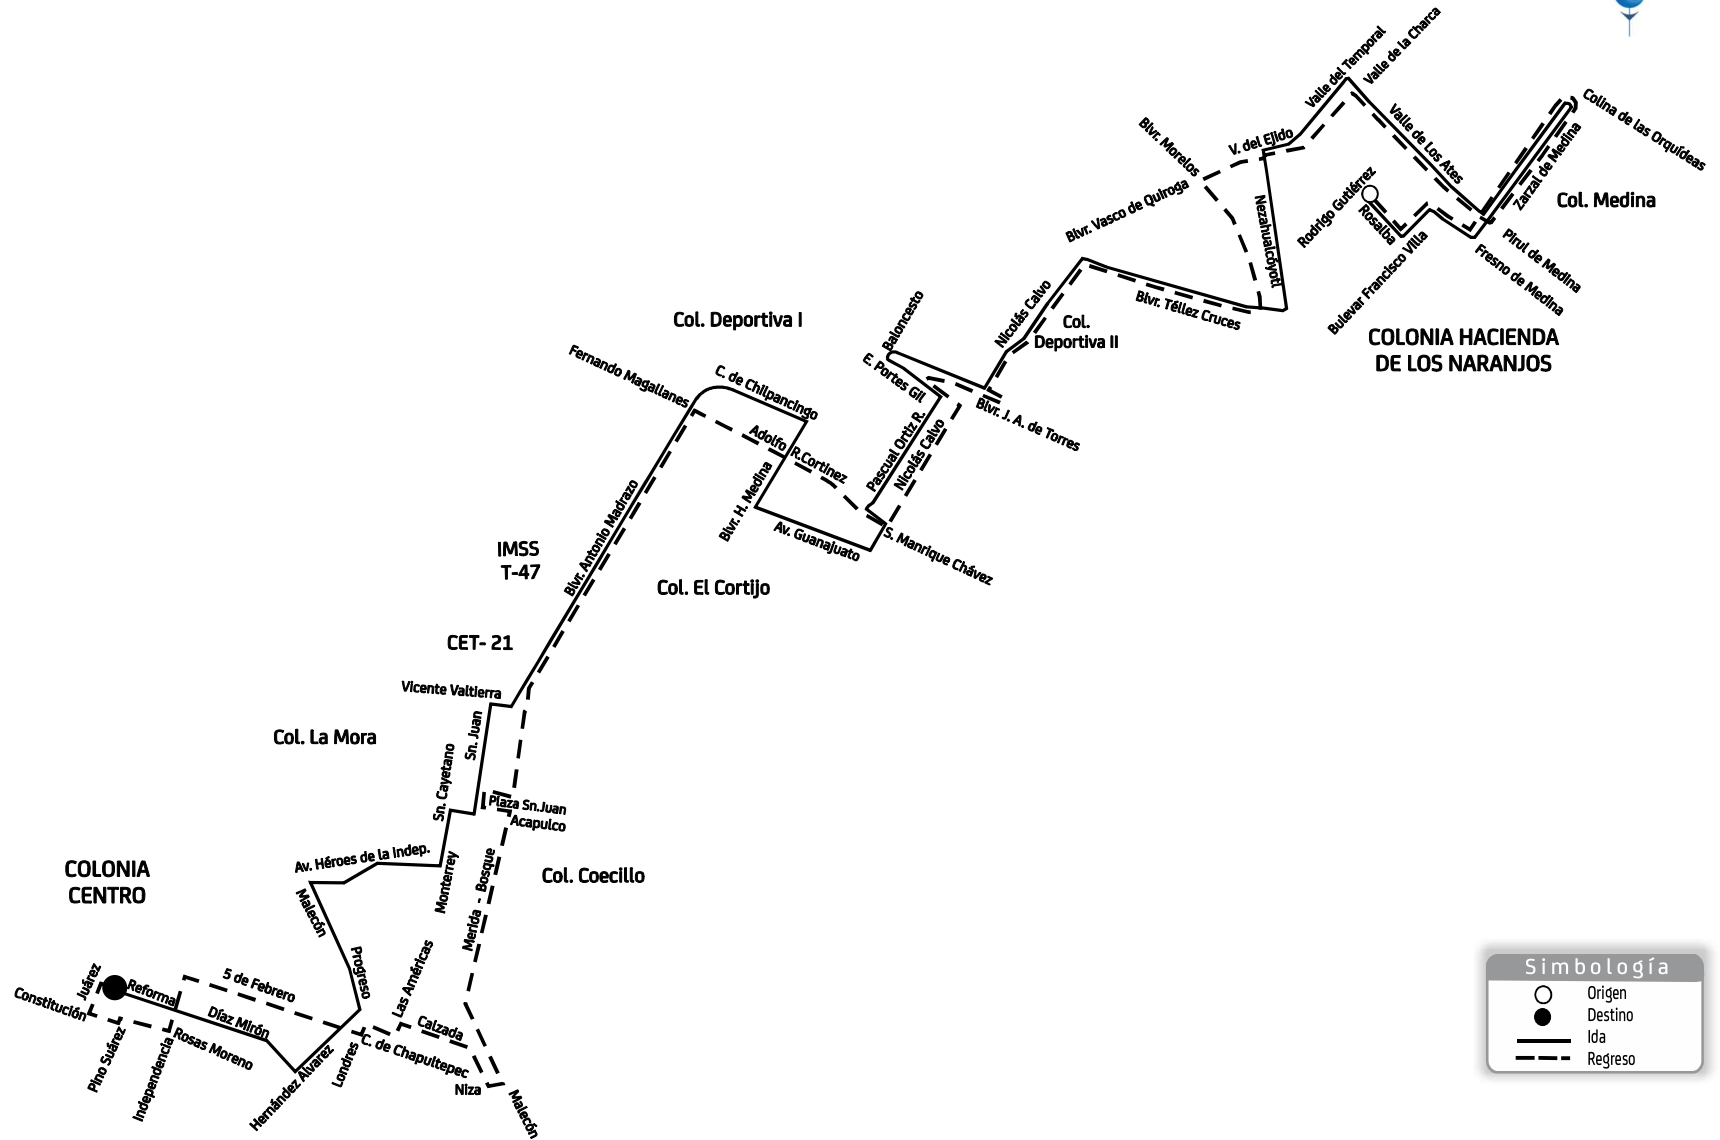 Valle de la Charca
Valle del Temporal
Colina de las Orquídeas
Valle de Los Ates
Zarzal de Medina
Blvr. Morelos
V. del Ejido
Blvr. Vasco de Quiroga
Nezahualcóyotl
Rodrigo Gutiérrez
Rosalba
Col. Medina
Bulevar Francisco Villa
Pirul de Medina
Fresno de Medina
COLONIA HACIENDA
DE LOS NARANJOS
Blvr. Téllez Cruces
Nicolás Calvo
Col.
Deportiva II
Col. Deportiva I
Baloncesto
E. Portes Gil
Blvr. J. A. de Torres
Fernando Magallanes
C. de Chilpancingo
Adolfo R.Cortinez
Pascual Ortiz R.
Nicolás Calvo
Blvr. H. Medina
Av. Guanajuato
S. Manrique Chávez
Blvr. Antonio Madrazo
IMSS
T-47
Col. El Cortijo
CET- 21
Vicente Valtierra
Sn. Juan
Col. La Mora
Sn. Cayetano
Plaza Sn.Juan
Acapulco
Av. Héroes de la Indep.
Monterrey
Merida - Bosque
Col. Coecillo
COLONIA
CENTRO
Malecón
Progreso
Las Américas
Juárez
Reforma
5 de Febrero
Constitución
Díaz Mirón
Calzada
Pino Suárez
Rosas Moreno
Independencia
Hernández Alvarez
Londres
C. de Chapultepec
Niza
Malecón
Simbología
Origen
Destino
Ida
Regreso